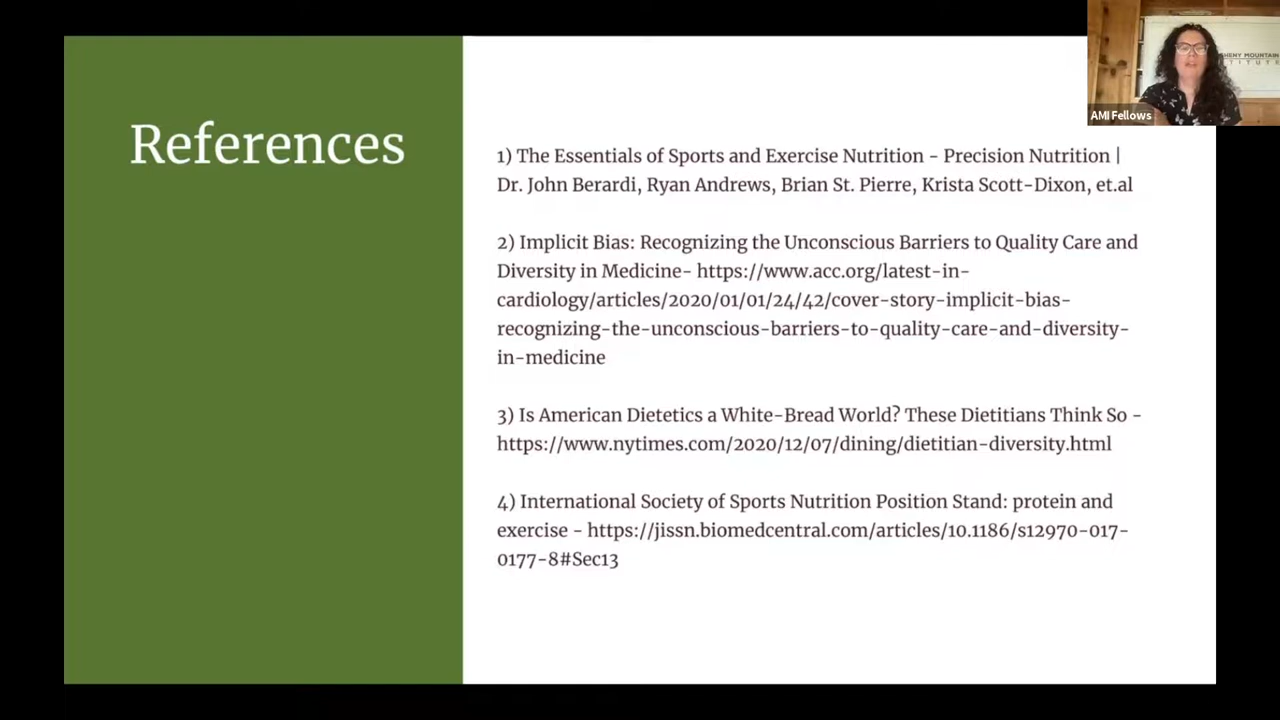 References
1) The Essentials of Sports and Exercise Nutrition - Precision Nutrition |
Dr. John Berardi, Ryan Andrews, Brian St. Pierre, Krista Scott-Dixon, et.al
2) Implicit Bias: Recognizing the Unconscious Barriers to Quality Care and
Diversity in Medicine- https://www.acc.org/latest-in-
cardiology/articles/2020/01/01/24/42/cover-story-implicit-bias-
recognizing-the-unconscious-barriers-to-quality-care-and-diversity-
in-medicine
3) Is American Dietetics a White-Bread World? These Dietitians Think So -
https://www.nytimes.com/2020/12/07/dining/dietitian-diversity.html
4) International Society of Sports Nutrition Position Stand: protein and
exercise - https://jissn.biomedcentral.com/articles/10.1186/s12970-017-
0177-8#Sec13
MOUNTAIN
AMI Fellows